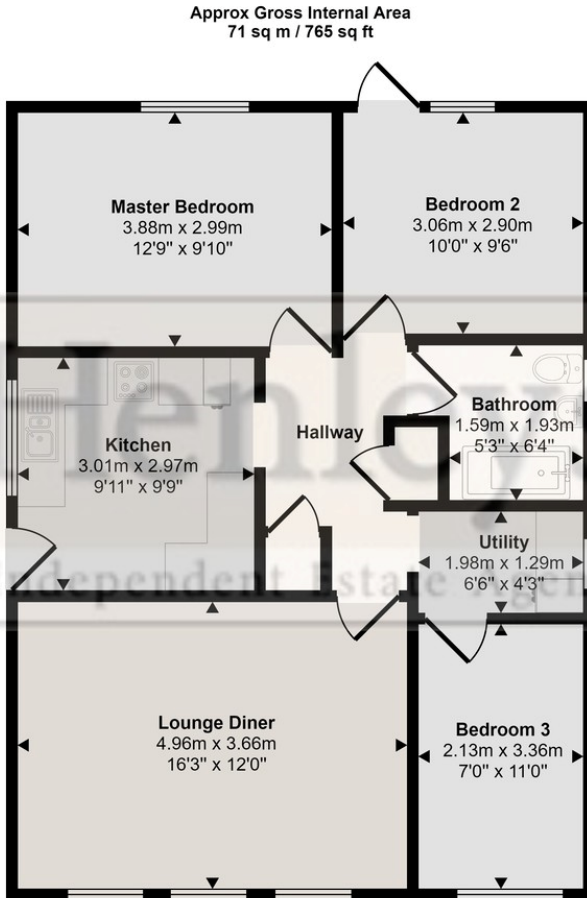 Approx Gross Internal Area
71 sq m / 765 sq ft
Master Bedroom
3.88m x 2.99m
12'9" x 9'10"
Bedroom 2
3.06m x 2.90m
10'0" x 9'6"
Henleys
Independent Estate Agen
Kitchen
3.01m x 2.97m
9'11" x 9'9"
Hallway
Bathroom
1.59m x 1.93m
5'3" x 6'4"
Utility
1.98m x 1.29m
6'6" x 4'3"
Lounge Diner
4.96m x 3.66m
16'3" x 12'0"
Bedroom 3
2.13m x 3.36m
7'0" x 11'0"